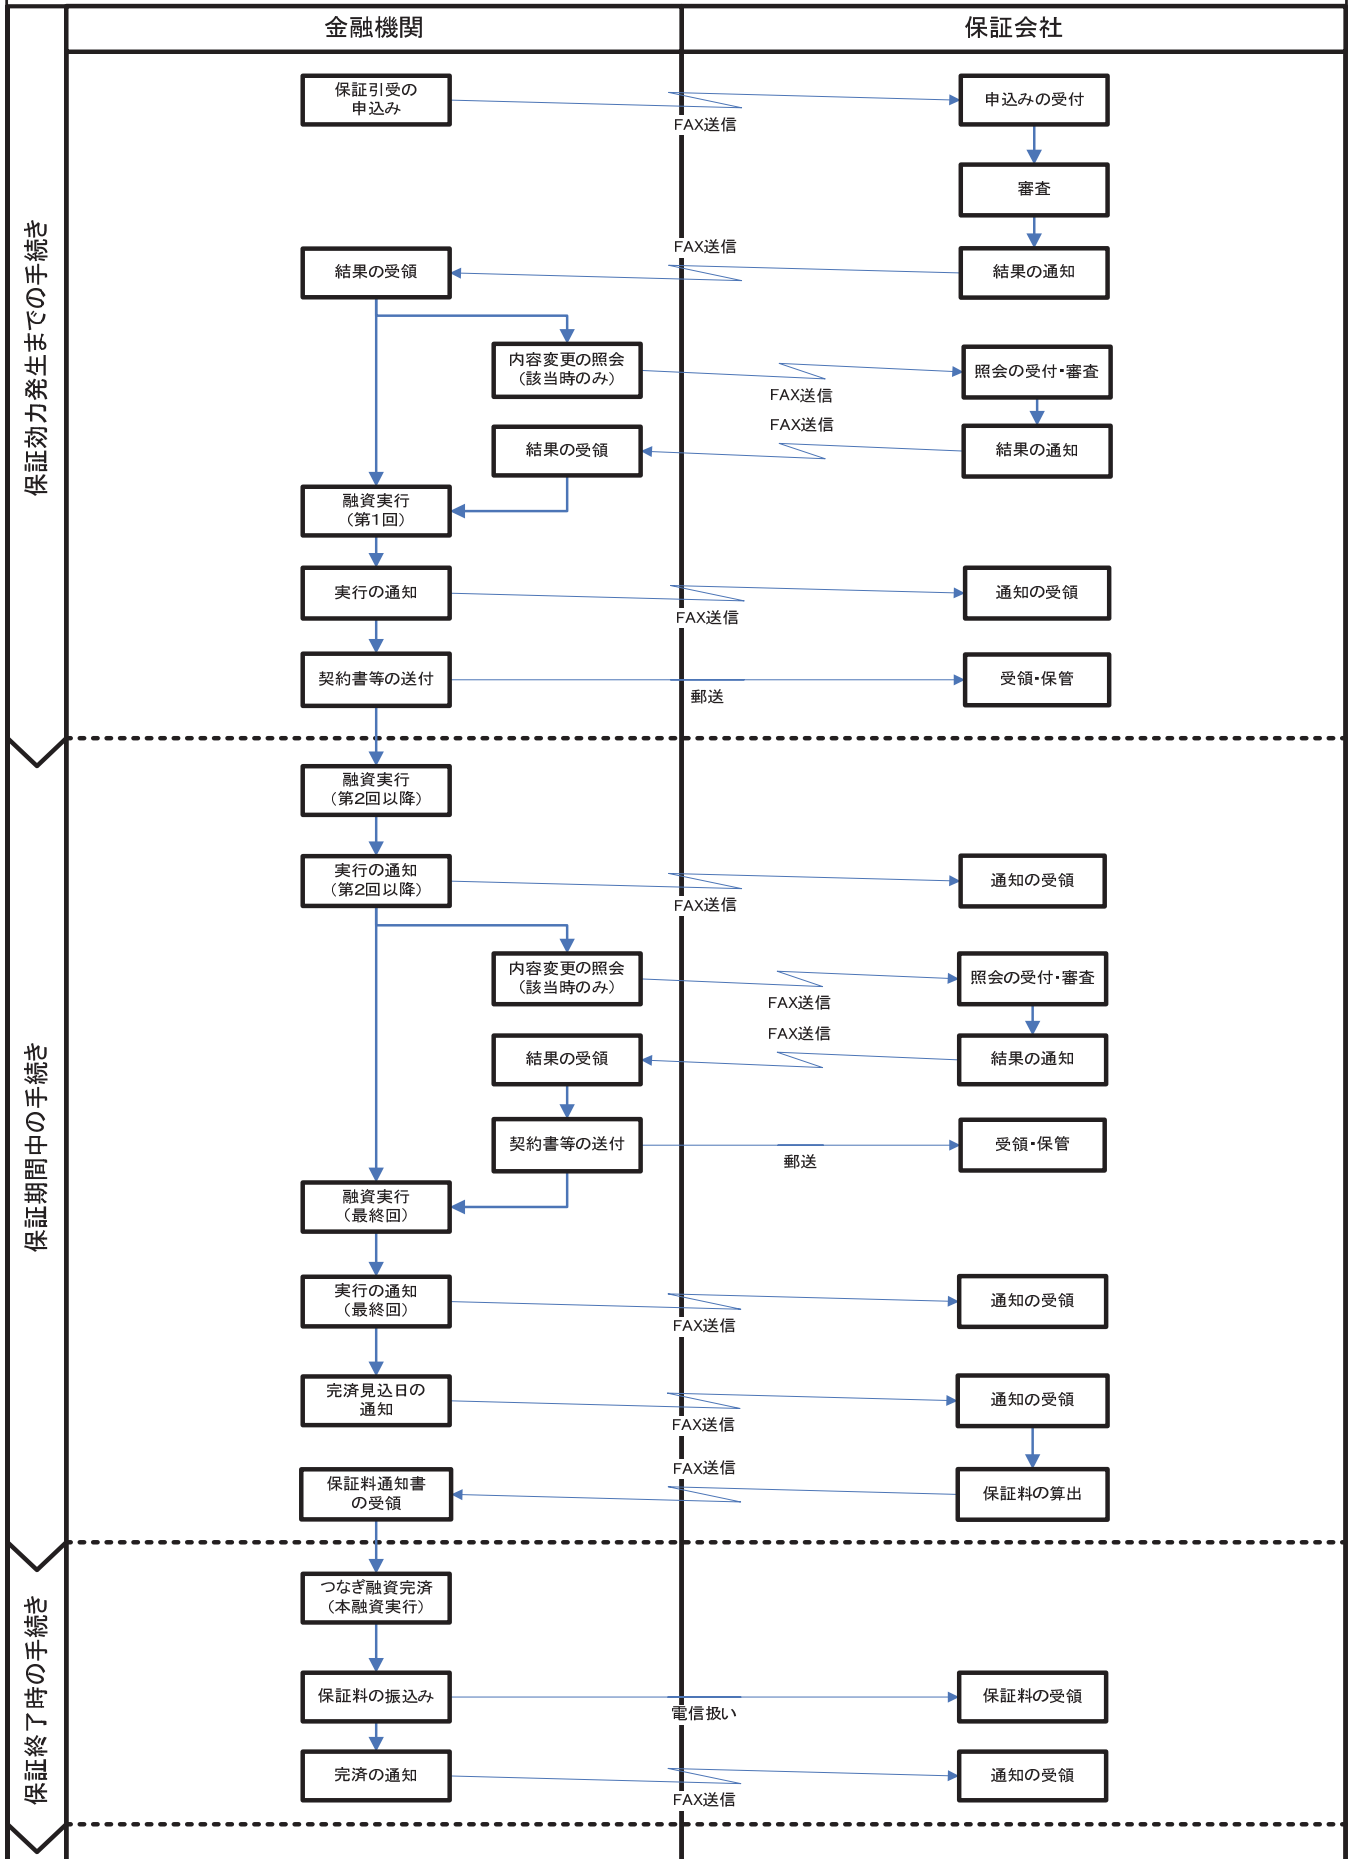 金融機関
保証会社
保証効力発生までの手続き
保証引受の
申込み
FAX送信
申込みの受付
審査
FAX送信
結果の受領
結果の通知
内容変更の照会
（該当時のみ）
FAX送信
照会の受付・審査
FAX送信
結果の受領
結果の通知
融資実行
（第1回）
実行の通知
FAX送信
通知の受領
契約書等の送付
郵送
受領・保管
保証期間中の手続き
融資実行
（第2回以降）
実行の通知
（第2回以降）
FAX送信
通知の受領
内容変更の照会
（該当時のみ）
FAX送信
照会の受付・審査
FAX送信
結果の受領
結果の通知
契約書等の送付
郵送
受領・保管
融資実行
（最終回）
実行の通知
（最終回）
FAX送信
通知の受領
完済見込日の
通知
FAX送信
通知の受領
FAX送信
保証料通知書
の受領
保証料の算出
保証終了時の手続き
つなぎ融資完済
（本融資実行）
保証料の振込み
電信扱い
保証料の受領
完済の通知
FAX送信
通知の受領